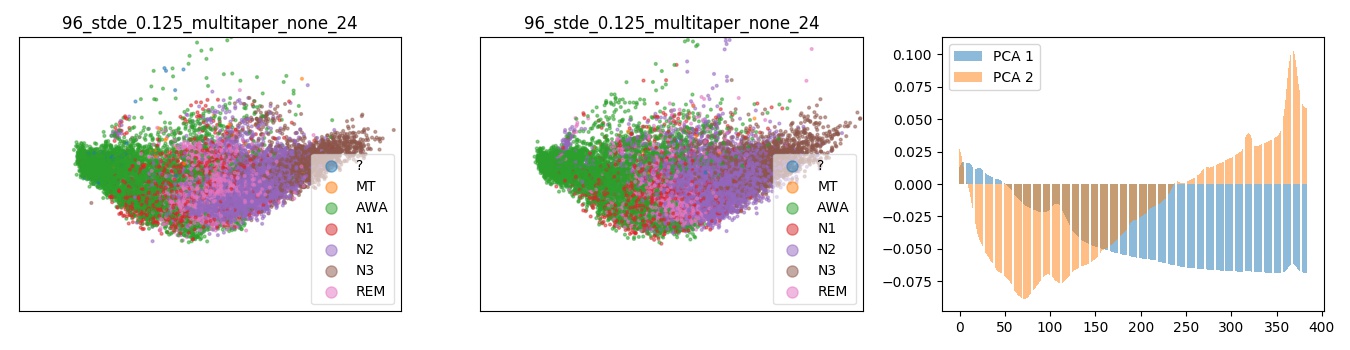 96_stde_0.125_multitaper_none_24
?
MT
AWA
N1
N2
N3
REM
96_stde_0.125_multitaper_none_24
?
MT
AWA
N1
N2
N3
REM
PCA 1
PCA 2
0.100
0.075
0.050
0.025
0.000
−0.025
−0.050
−0.075
0 50 100 150 200 250 300 350 400